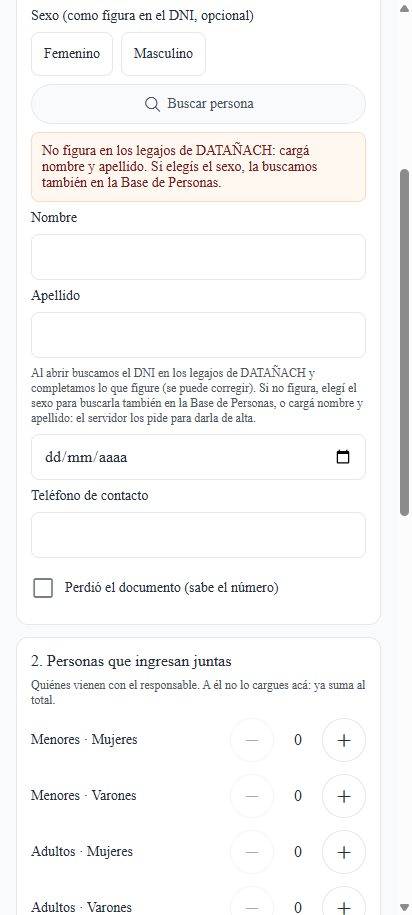 Sexo (como figura en el DNI, opcional)
Femenino
Masculino
Buscar persona
No figura en los legajos de DATAÑACH: cargá
nombre y apellido. Si elegís el sexo, la buscamos
también en la Base de Personas.
Nombre
Apellido
Al abrir buscamos el DNI en los legajos de DATAÑACH y
completamos lo que figure (se puede corregir). Si no figura, elegí el
sexo para buscarla también en la Base de Personas, o cargá nombre y
apellido: el servidor los pide para darla de alta.
dd/mm/aaaa
Teléfono de contacto
Perdió el documento (sabe el número)
2. Personas que ingresan juntas
Quiénes vienen con el responsable. A él no lo cargues acá: ya suma al
total.
Menores · Mujeres — 0 +
Menores · Varones — 0 +
Adultos · Mujeres — 0 +
Adultos · Varones — 0 +